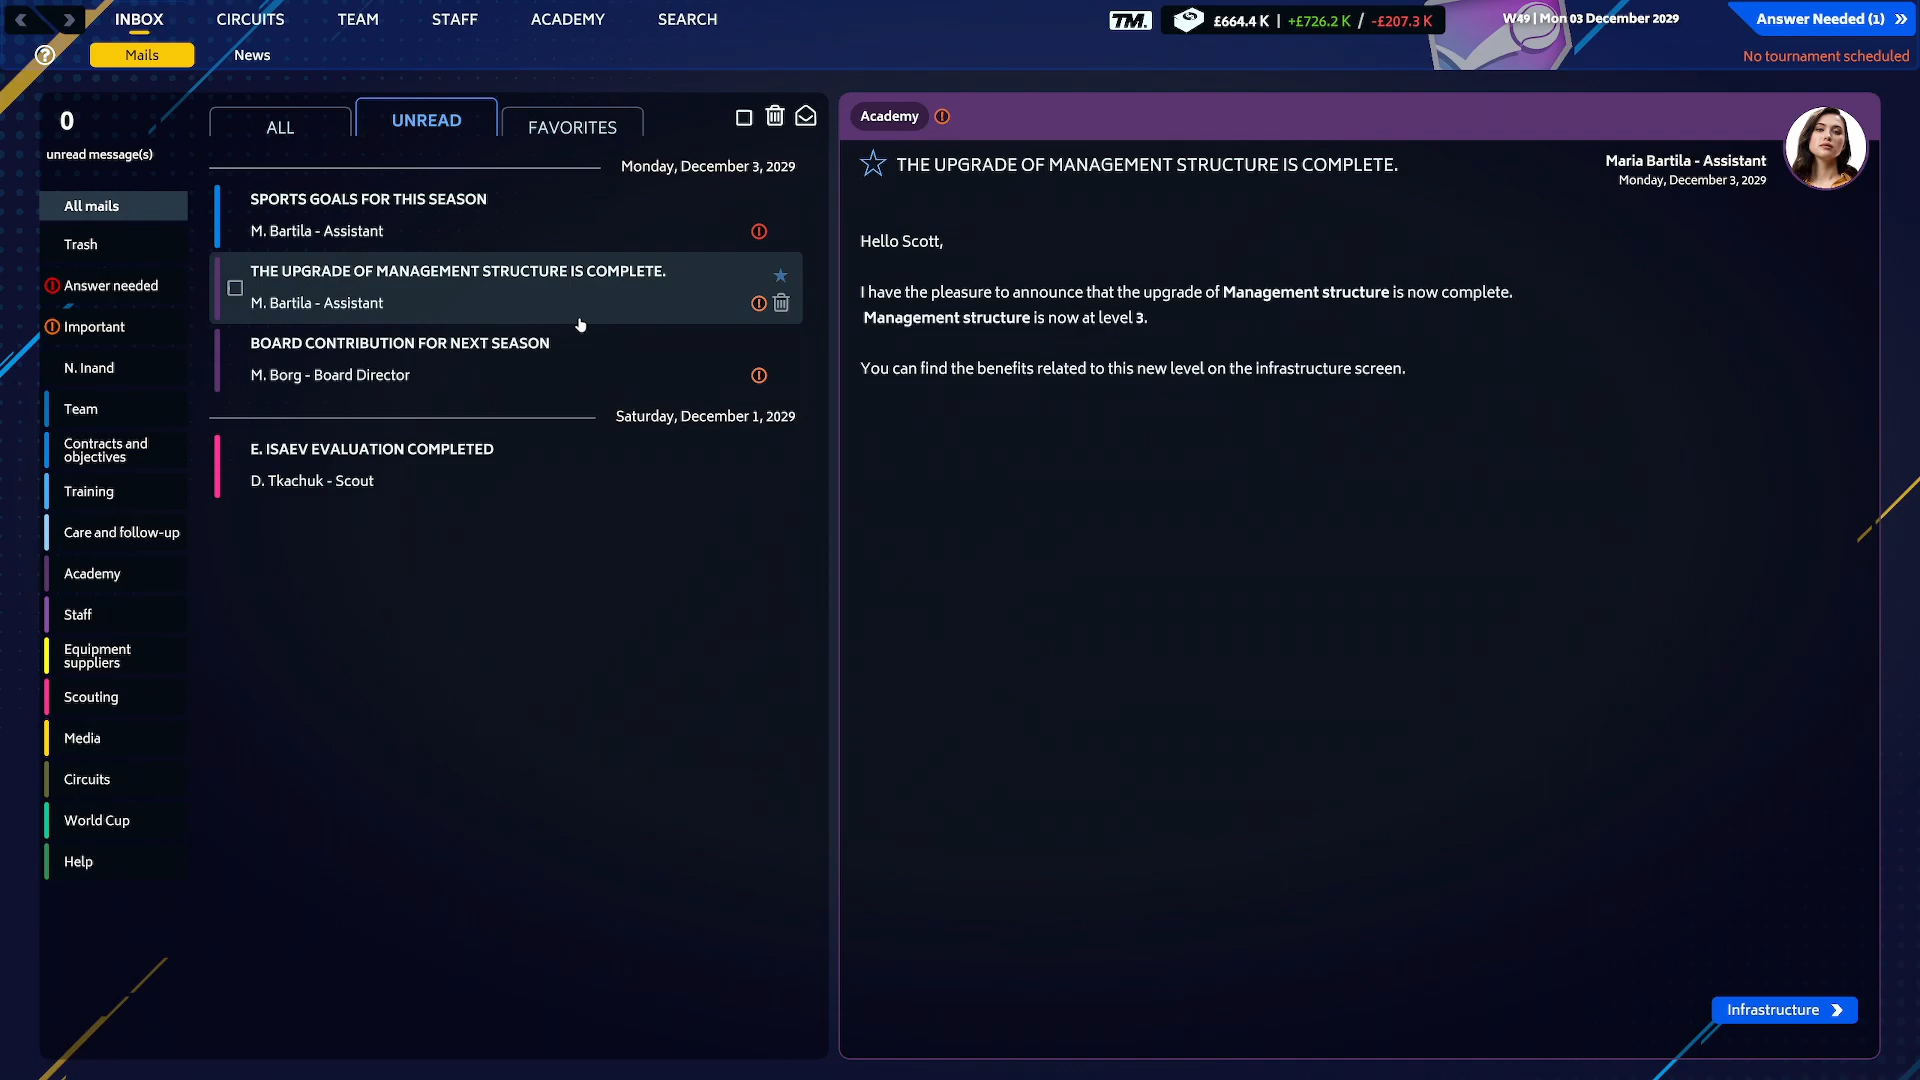 INBOX
CIRCUITS
TEAM
STAFF
ACADEMY
SEARCH
TM.
£664.4 K | +£726.2 K / -£207.3 K
W49 | Mon 03 December 2029
Answer Needed (1)
?
Mails
News
No tournament scheduled
0
unread message(s)
All mails
Trash
Answer needed
Important
N. Inand
Team
Contracts and
objectives
Training
Care and follow-up
Academy
Staff
Equipment
suppliers
Scouting
Media
Circuits
World Cup
Help
ALL
UNREAD
FAVORITES
Monday, December 3, 2029
SPORTS GOALS FOR THIS SEASON
M. Bartila - Assistant
THE UPGRADE OF MANAGEMENT STRUCTURE IS COMPLETE.
M. Bartila - Assistant
BOARD CONTRIBUTION FOR NEXT SEASON
M. Borg - Board Director
Saturday, December 1, 2029
E. ISAEV EVALUATION COMPLETED
D. Tkachuk - Scout
Academy
THE UPGRADE OF MANAGEMENT STRUCTURE IS COMPLETE.
Maria Bartila - Assistant
Monday, December 3, 2029
Hello Scott,
I have the pleasure to announce that the upgrade of Management structure is now complete.
Management structure is now at level 3.
You can find the benefits related to this new level on the infrastructure screen.
Infrastructure